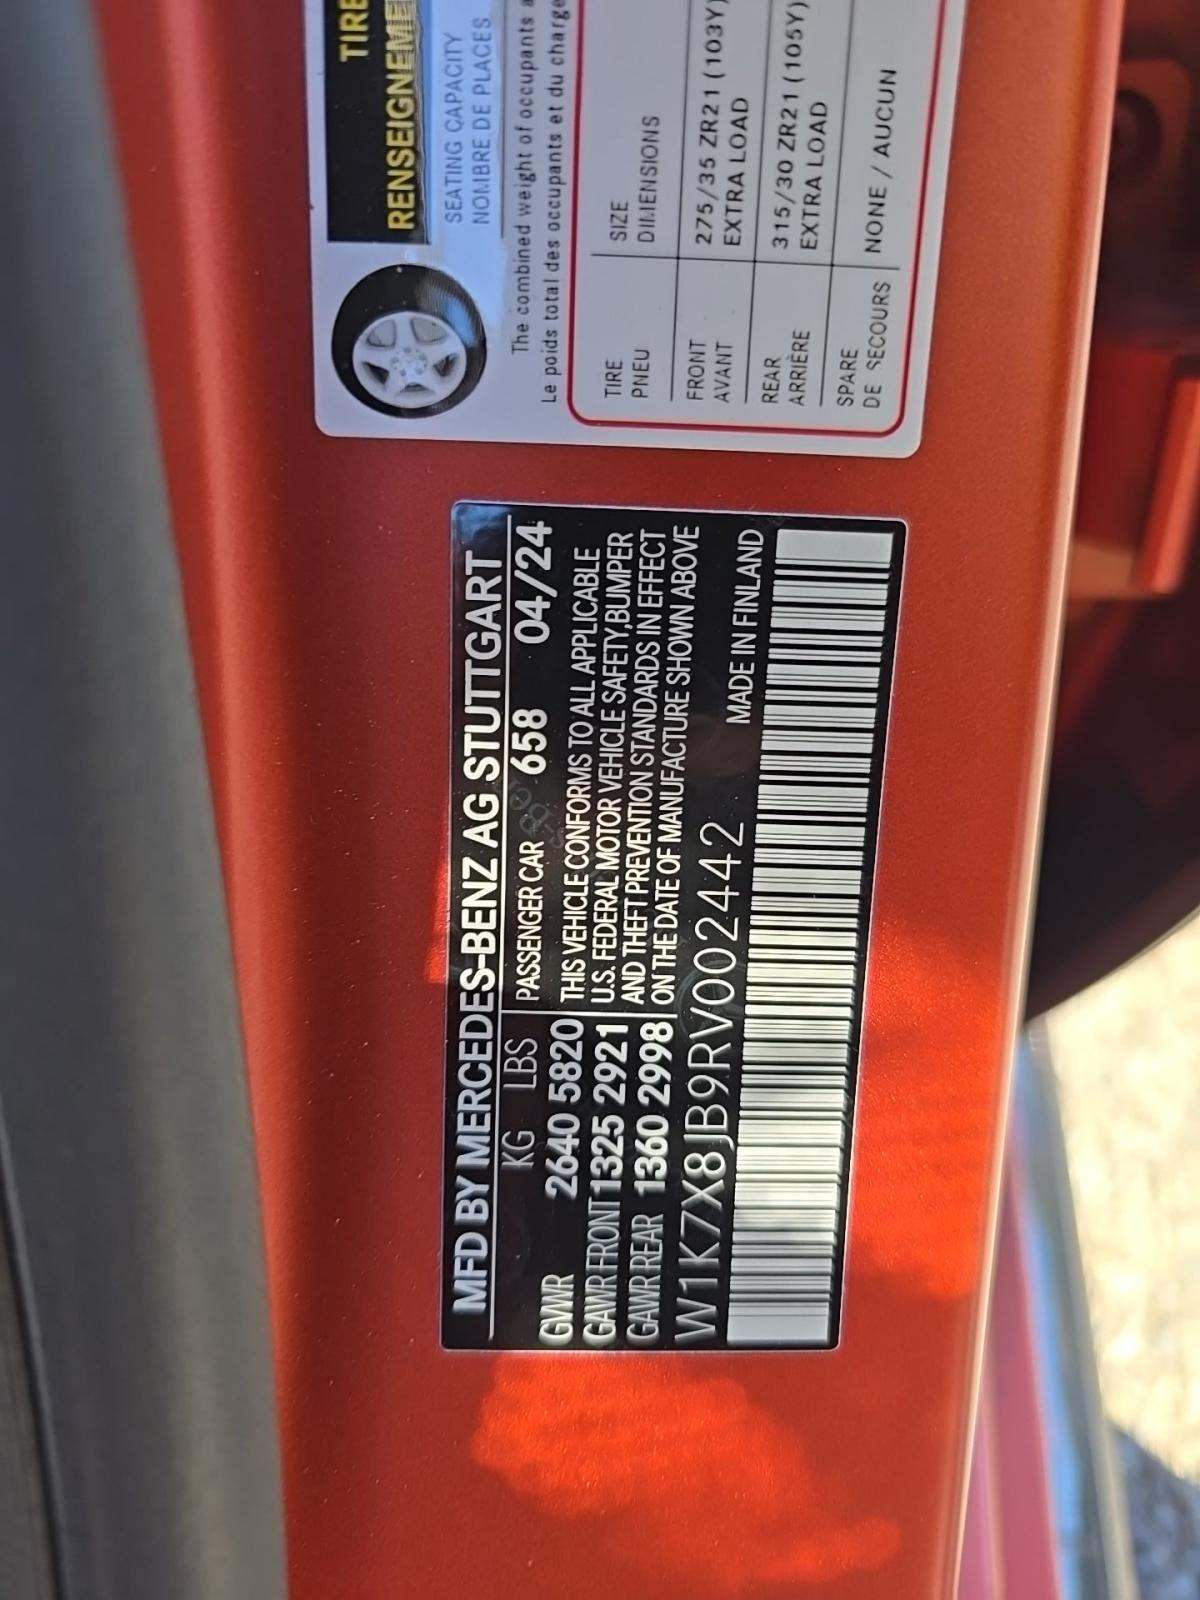 TIRE
RENSEIGNEME
SEATING CAPACITY
NOMBRE DE PLACES
The combined weight of occupants a
Le poids total des occupants et du charge
TIRE SIZE
PNEU DIMENSIONS
FRONT 275/35 ZR21 (103Y)
AVANT EXTRA LOAD
REAR 315/30 ZR21 (105Y)
ARRIÈRE EXTRA LOAD
SPARE
DE SECOURS NONE / AUCUN
MFD BY MERCEDES-BENZ AG STUTTGART
KG LBS PASSENGER CAR 658 04/24
GWWR 2640 5820 THIS VEHICLE CONFORMS TO ALL APPLICABLE
GAWR FRONT 1325 2921 U.S. FEDERAL MOTOR VEHICLE SAFETY,BUMPER
GAWR REAR 1360 2998 AND THEFT PREVENTION STANDARDS IN EFFECT
ON THE DATE OF MANUFACTURE SHOWN ABOVE
W1K7X8JB9RV002442 MADE IN FINLAND